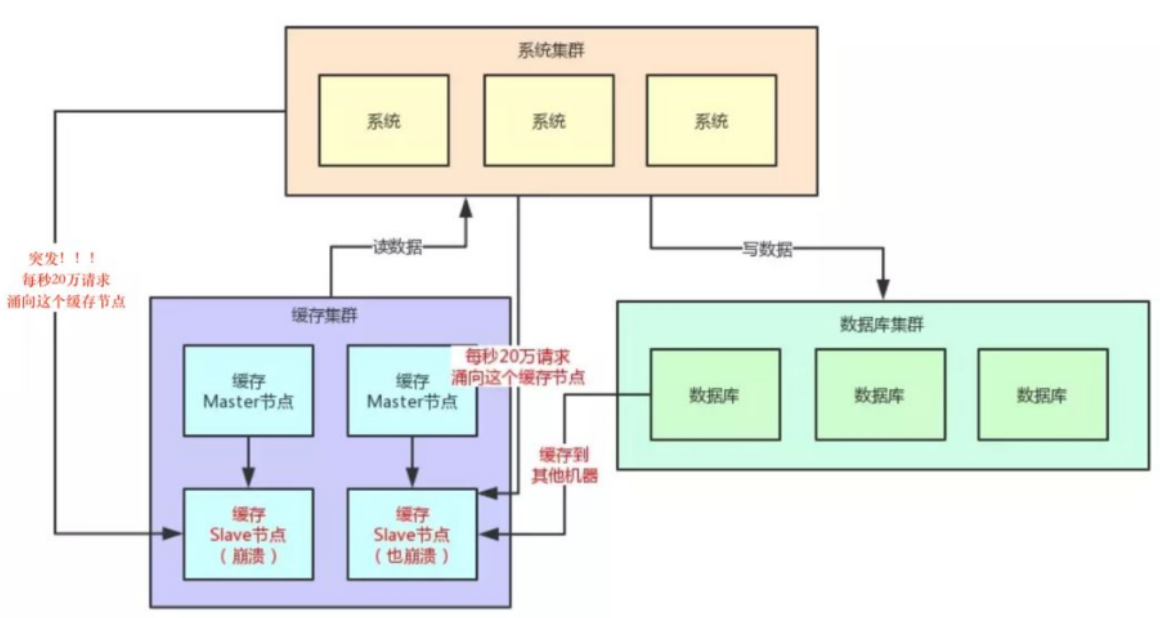 系统集群
系统
系统
系统
突发！！！
每秒20万请求
涌向这个缓存节点
读数据
写数据
缓存集群
缓存
Master节点
缓存
Master节点
每秒20万请求
涌向这个缓存节点
数据库集群
数据库
数据库
数据库
缓存到
其他机器
缓存
Slave节点
（崩溃）
缓存
Slave节点
（也崩溃）